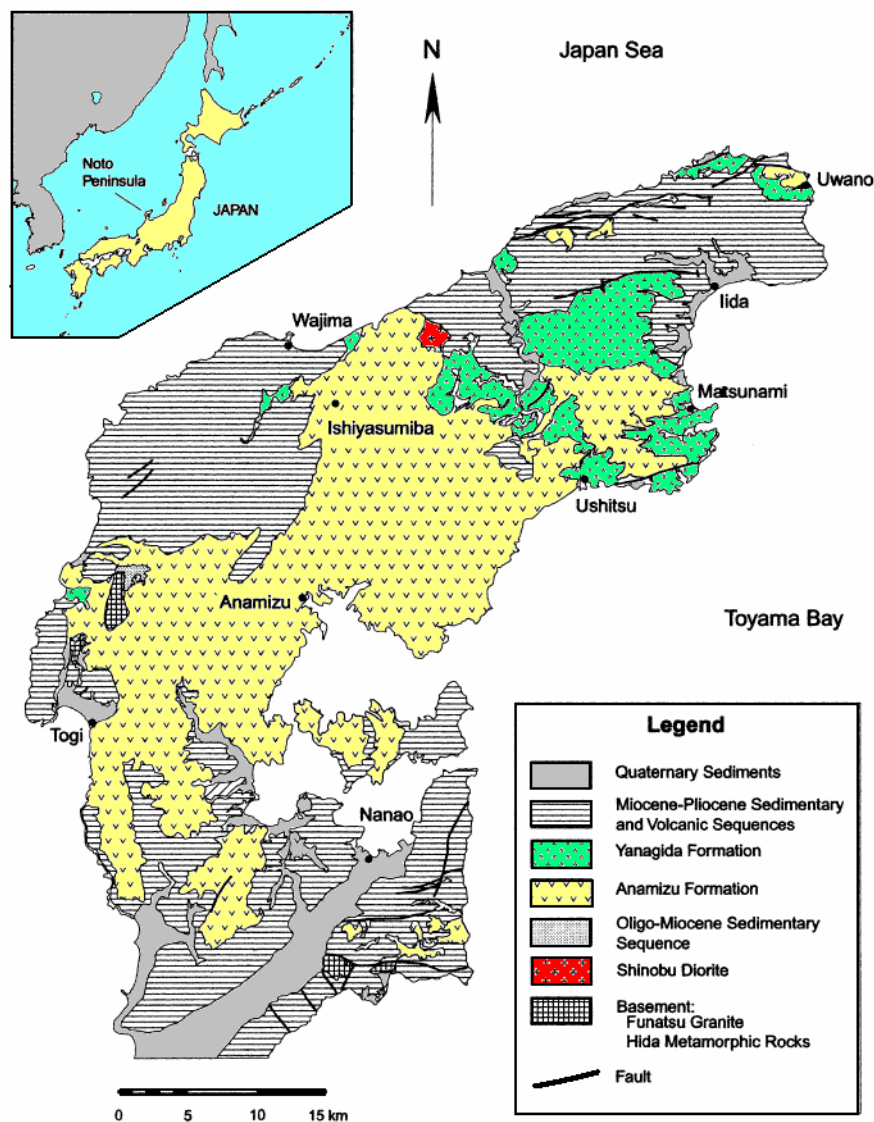 N
Japan Sea
Noto
Peninsula
JAPAN
Uwano
Iida
Wajima
Matsunami
Ishiyasumiba
Ushitsu
Anamizu
Toyama Bay
Togi
Nanao
Legend
Quaternary Sediments
Miocene-Pliocene Sedimentary
and Volcanic Sequences
Yanagida Formation
Anamizu Formation
Oligo-Miocene Sedimentary
Sequence
Shinobu Diorite
Basement:
Funatsu Granite
Hida Metamorphic Rocks
Fault
0 5 10 15 km